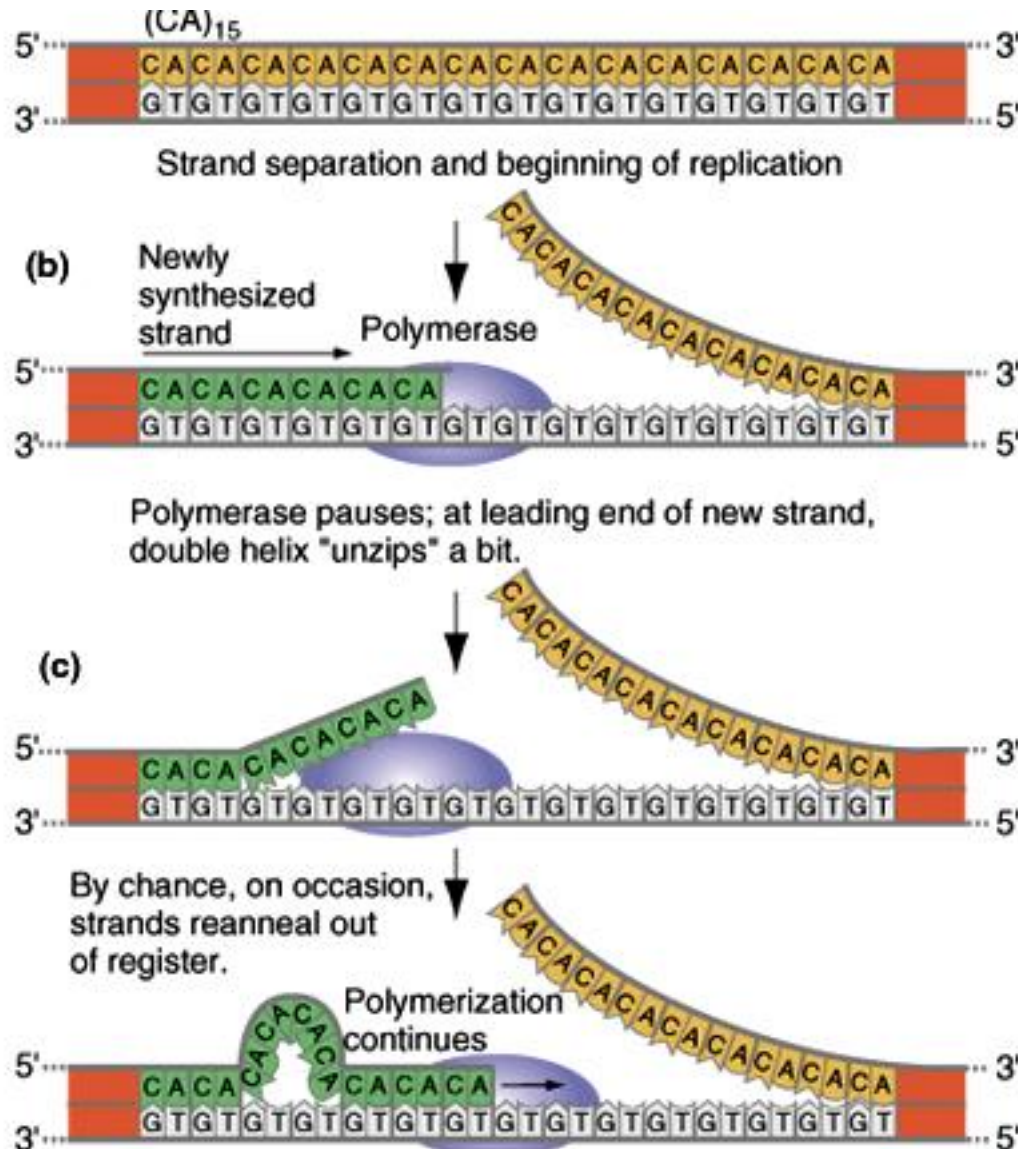 (CA)15
5' CACACACACACACACACACACACACACACA 3'
3' GTGTGTGTGTGTGTGTGTGTGTGTGTGTGT 5'
Strand separation and beginning of replication
CACACACACACACACACA
(b)
Newly
synthesized
strand
Polymerase
5' CACACACACACA 3'
3' GTGTGTGTGTGTGTGTGTGTGTGTGTGTGT 5'
Polymerase pauses; at leading end of new strand,
double helix "unzips" a bit.
CACACACACACACACACA
(c)
5' CACACACACACA 3'
3' GTGTGTGTGTGTGTGTGTGTGTGTGTGTGT 5'
By chance, on occasion,
strands reanneal out
of register.
CACACACACACACACACA
Polymerization
continues
5' CACACACACACACACACA 3'
3' GTGTGTGTGTGTGTGTGTGTGTGTGTGTGT 5'